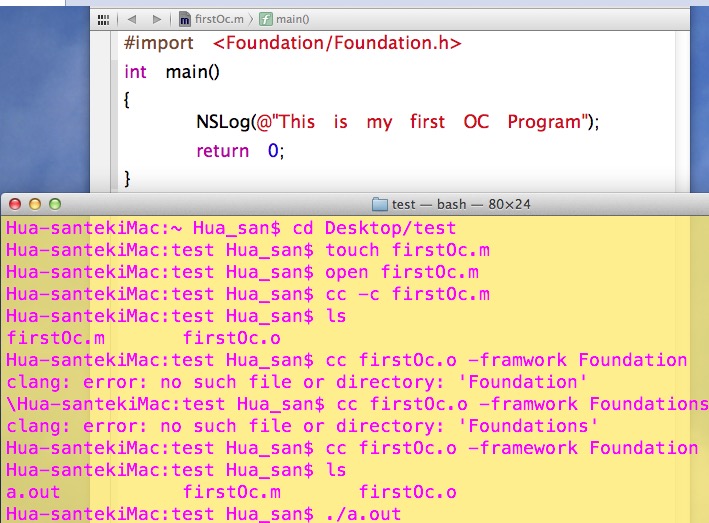 firstOc.m main()
#import <Foundation/Foundation.h>
int main()
{
NSLog(@"This is my first OC Program");
return 0;
}
test — bash — 80×24
Hua-santekiMac:~ Hua_san$ cd Desktop/test
Hua-santekiMac:test Hua_san$ touch firstOc.m
Hua-santekiMac:test Hua_san$ open firstOc.m
Hua-santekiMac:test Hua_san$ cc -c firstOc.m
Hua-santekiMac:test Hua_san$ ls
firstOc.m firstOc.o
Hua-santekiMac:test Hua_san$ cc firstOc.o -framwork Foundation
clang: error: no such file or directory: 'Foundation'
\Hua-santekiMac:test Hua_san$ cc firstOc.o -framwork Foundations
clang: error: no such file or directory: 'Foundations'
Hua-santekiMac:test Hua_san$ cc firstOc.o -framework Foundation
Hua-santekiMac:test Hua_san$ ls
a.out firstOc.m firstOc.o
Hua-santekiMac:test Hua_san$ ./a.out